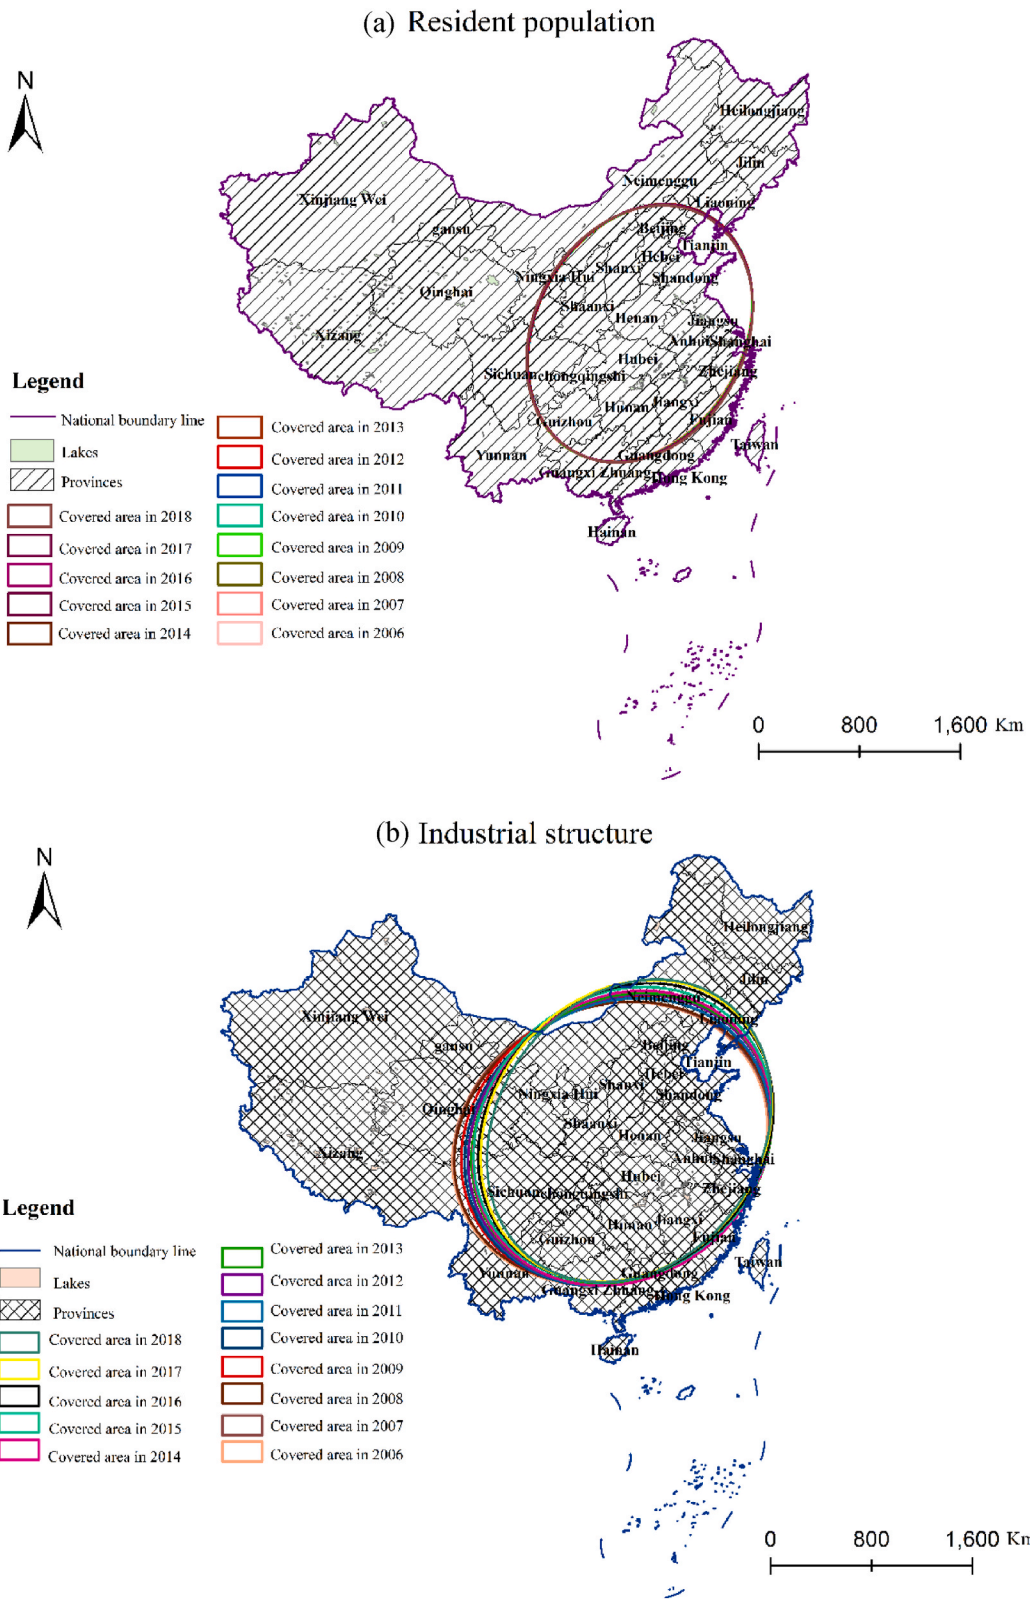 (a) Resident population
N
Heilongjiang
Jilin
Neimenggu
Liaoning
Xinjiang Wei
gansu
Beijing
Tianjin
Hebei
Shanxi
Ningxia Hui
Shandong
Qinghai
Shaanxi
Henan
Jiangsu
Xizang
Anhui
Shanghai
Hubei
Sichuan
chongqingshi
Zhejiang
Hunan
Jiangxi
Guizhou
Fujian
Taiwan
Yunnan
Guangdong
Guangxi Zhuang
Hong Kong
Hainan
Legend
National boundary line
Lakes
Provinces
Covered area in 2018
Covered area in 2017
Covered area in 2016
Covered area in 2015
Covered area in 2014
Covered area in 2013
Covered area in 2012
Covered area in 2011
Covered area in 2010
Covered area in 2009
Covered area in 2008
Covered area in 2007
Covered area in 2006
0 800 1,600 Km
(b) Industrial structure
N
Heilongjiang
Jilin
Neimenggu
Liaoning
Xinjiang Wei
gansu
Beijing
Tianjin
Hebei
Shanxi
Ningxia Hui
Shandong
Qinghai
Shaanxi
Henan
Jiangsu
Xizang
Anhui
Shanghai
Hubei
Sichuan
chongqingshi
Zhejiang
Hunan
Jiangxi
Guizhou
Fujian
Taiwan
Yunnan
Guangdong
Guangxi Zhuang
Hong Kong
Hainan
Legend
National boundary line
Lakes
Provinces
Covered area in 2018
Covered area in 2017
Covered area in 2016
Covered area in 2015
Covered area in 2014
Covered area in 2013
Covered area in 2012
Covered area in 2011
Covered area in 2010
Covered area in 2009
Covered area in 2008
Covered area in 2007
Covered area in 2006
0 800 1,600 Km